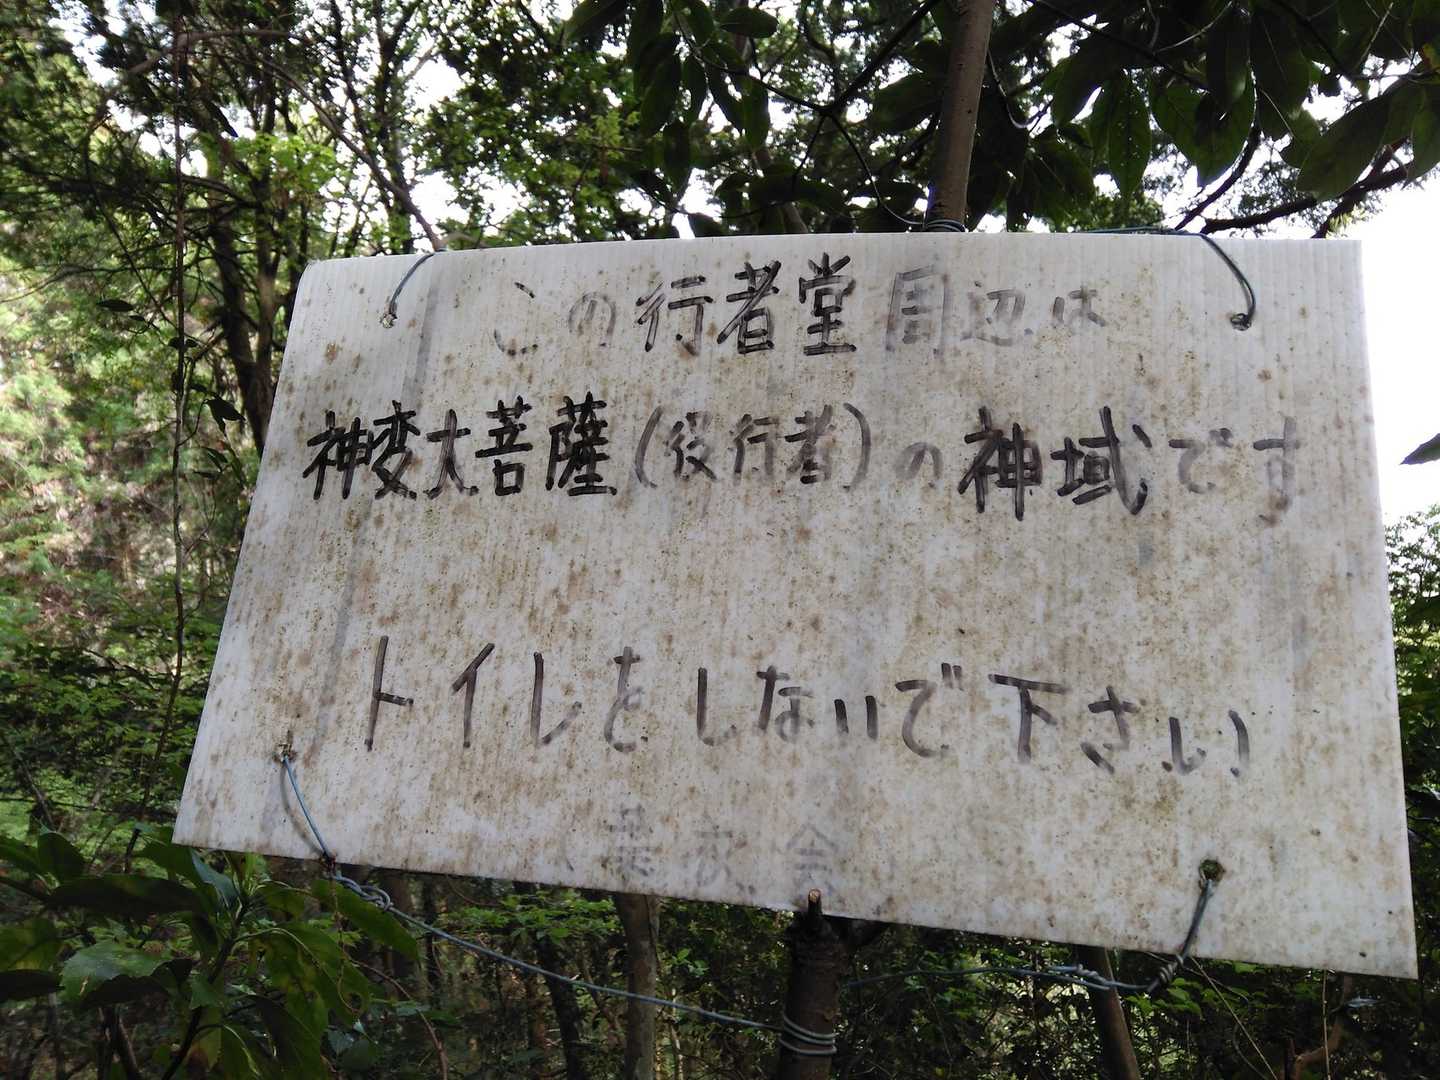 この行者堂周辺は
神変大菩薩(役行者)の神域です
トイレをしないで下さい
会